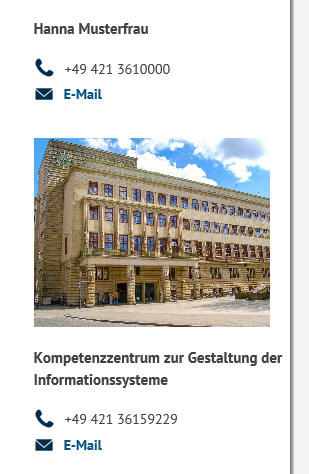 Hanna Musterfrau
+49 421 3610000
E-Mail
Kompetenzzentrum zur Gestaltung der
Informationssysteme
+49 421 36159229
E-Mail